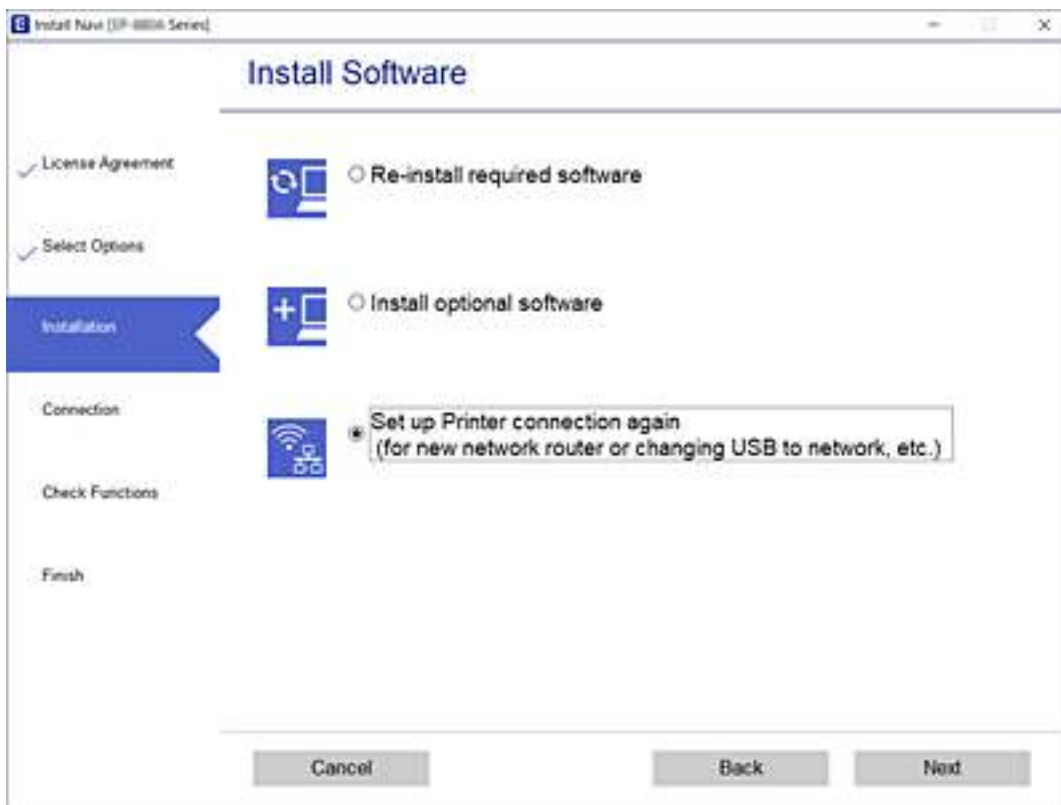 E Install Navi [EP- Series]
Install Software
License Agreement
Select Options
Installation
Connection
Check Functions
Finish
Re-install required software
Install optional software
Set up Printer connection again
(for new network router or changing USB to network, etc.)
Cancel
Back
Next